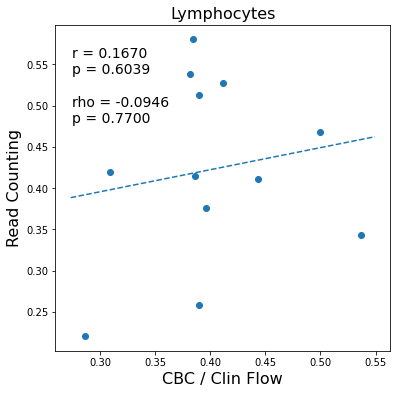 Lymphocytes
r = 0.1670
p = 0.6039
rho = -0.0946
p = 0.7700
Read Counting
0.55
0.50
0.45
0.40
0.35
0.30
0.25
0.30 0.35 0.40 0.45 0.50 0.55
CBC / Clin Flow